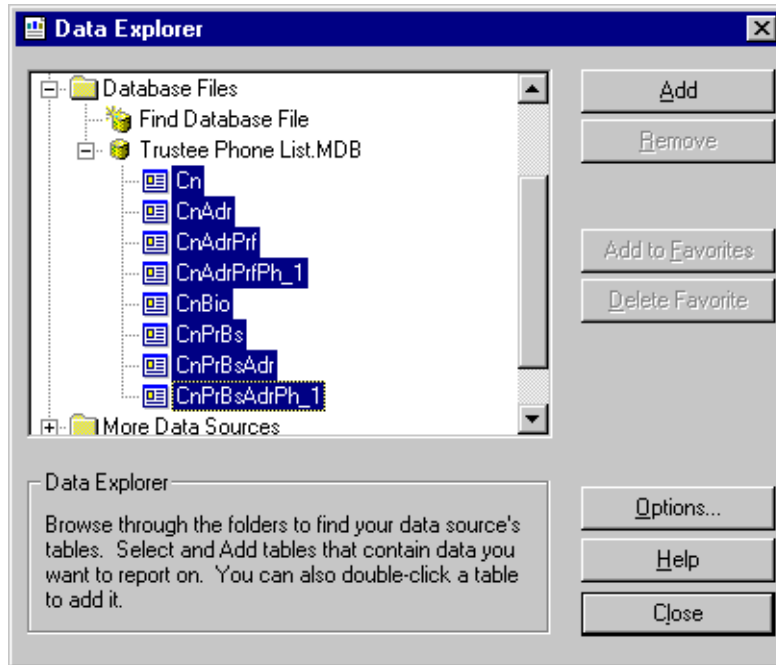 Data Explorer
Database Files
Find Database File
Trustee Phone List.MDB
Cn
CnAdr
CnAdrPrf
CnAdrPrfPh_1
CnBio
CnPrBs
CnPrBsAdr
CnPrBsAdrPh_1
More Data Sources
Add
Remove
Add to Favorites
Delete Favorite
Data Explorer
Browse through the folders to find your data source's
tables. Select and Add tables that contain data you
want to report on. You can also double-click a table
to add it.
Options...
Help
Close